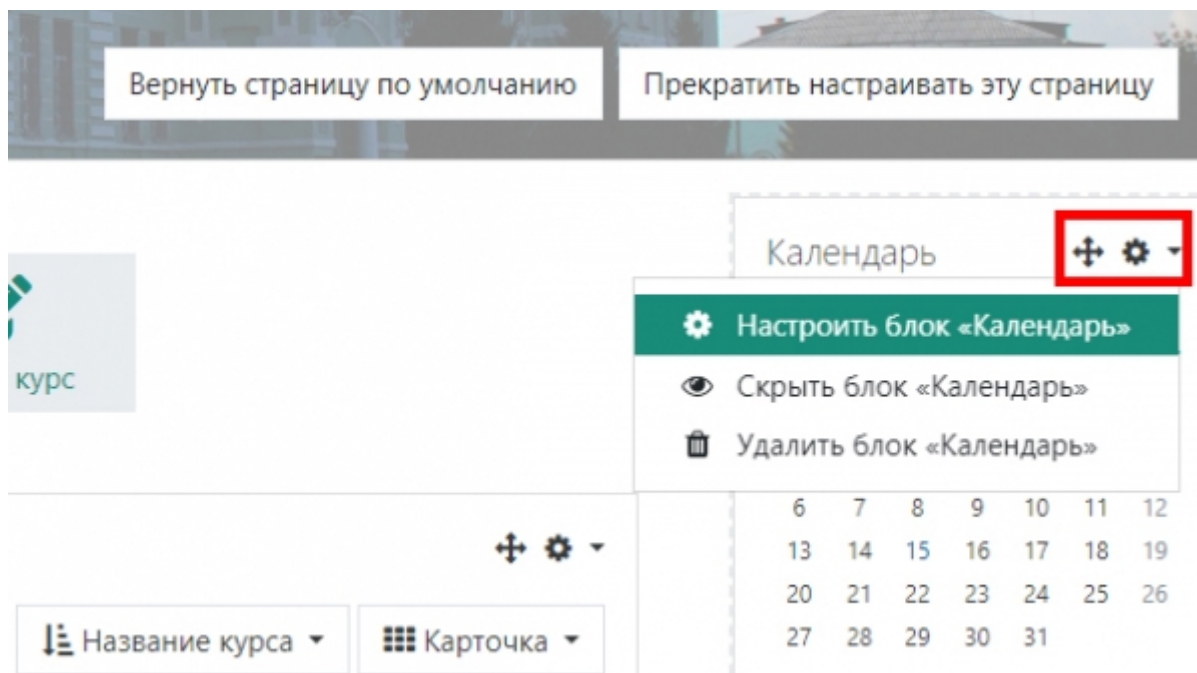 Вернуть страницу по умолчанию
Прекратить настраивать эту страницу
Календарь
курс
Настроить блок «Календарь»
Скрыть блок «Календарь»
Удалить блок «Календарь»
6 7 8 9 10 11 12
13 14 15 16 17 18 19
20 21 22 23 24 25 26
27 28 29 30 31
Название курса
Карточка